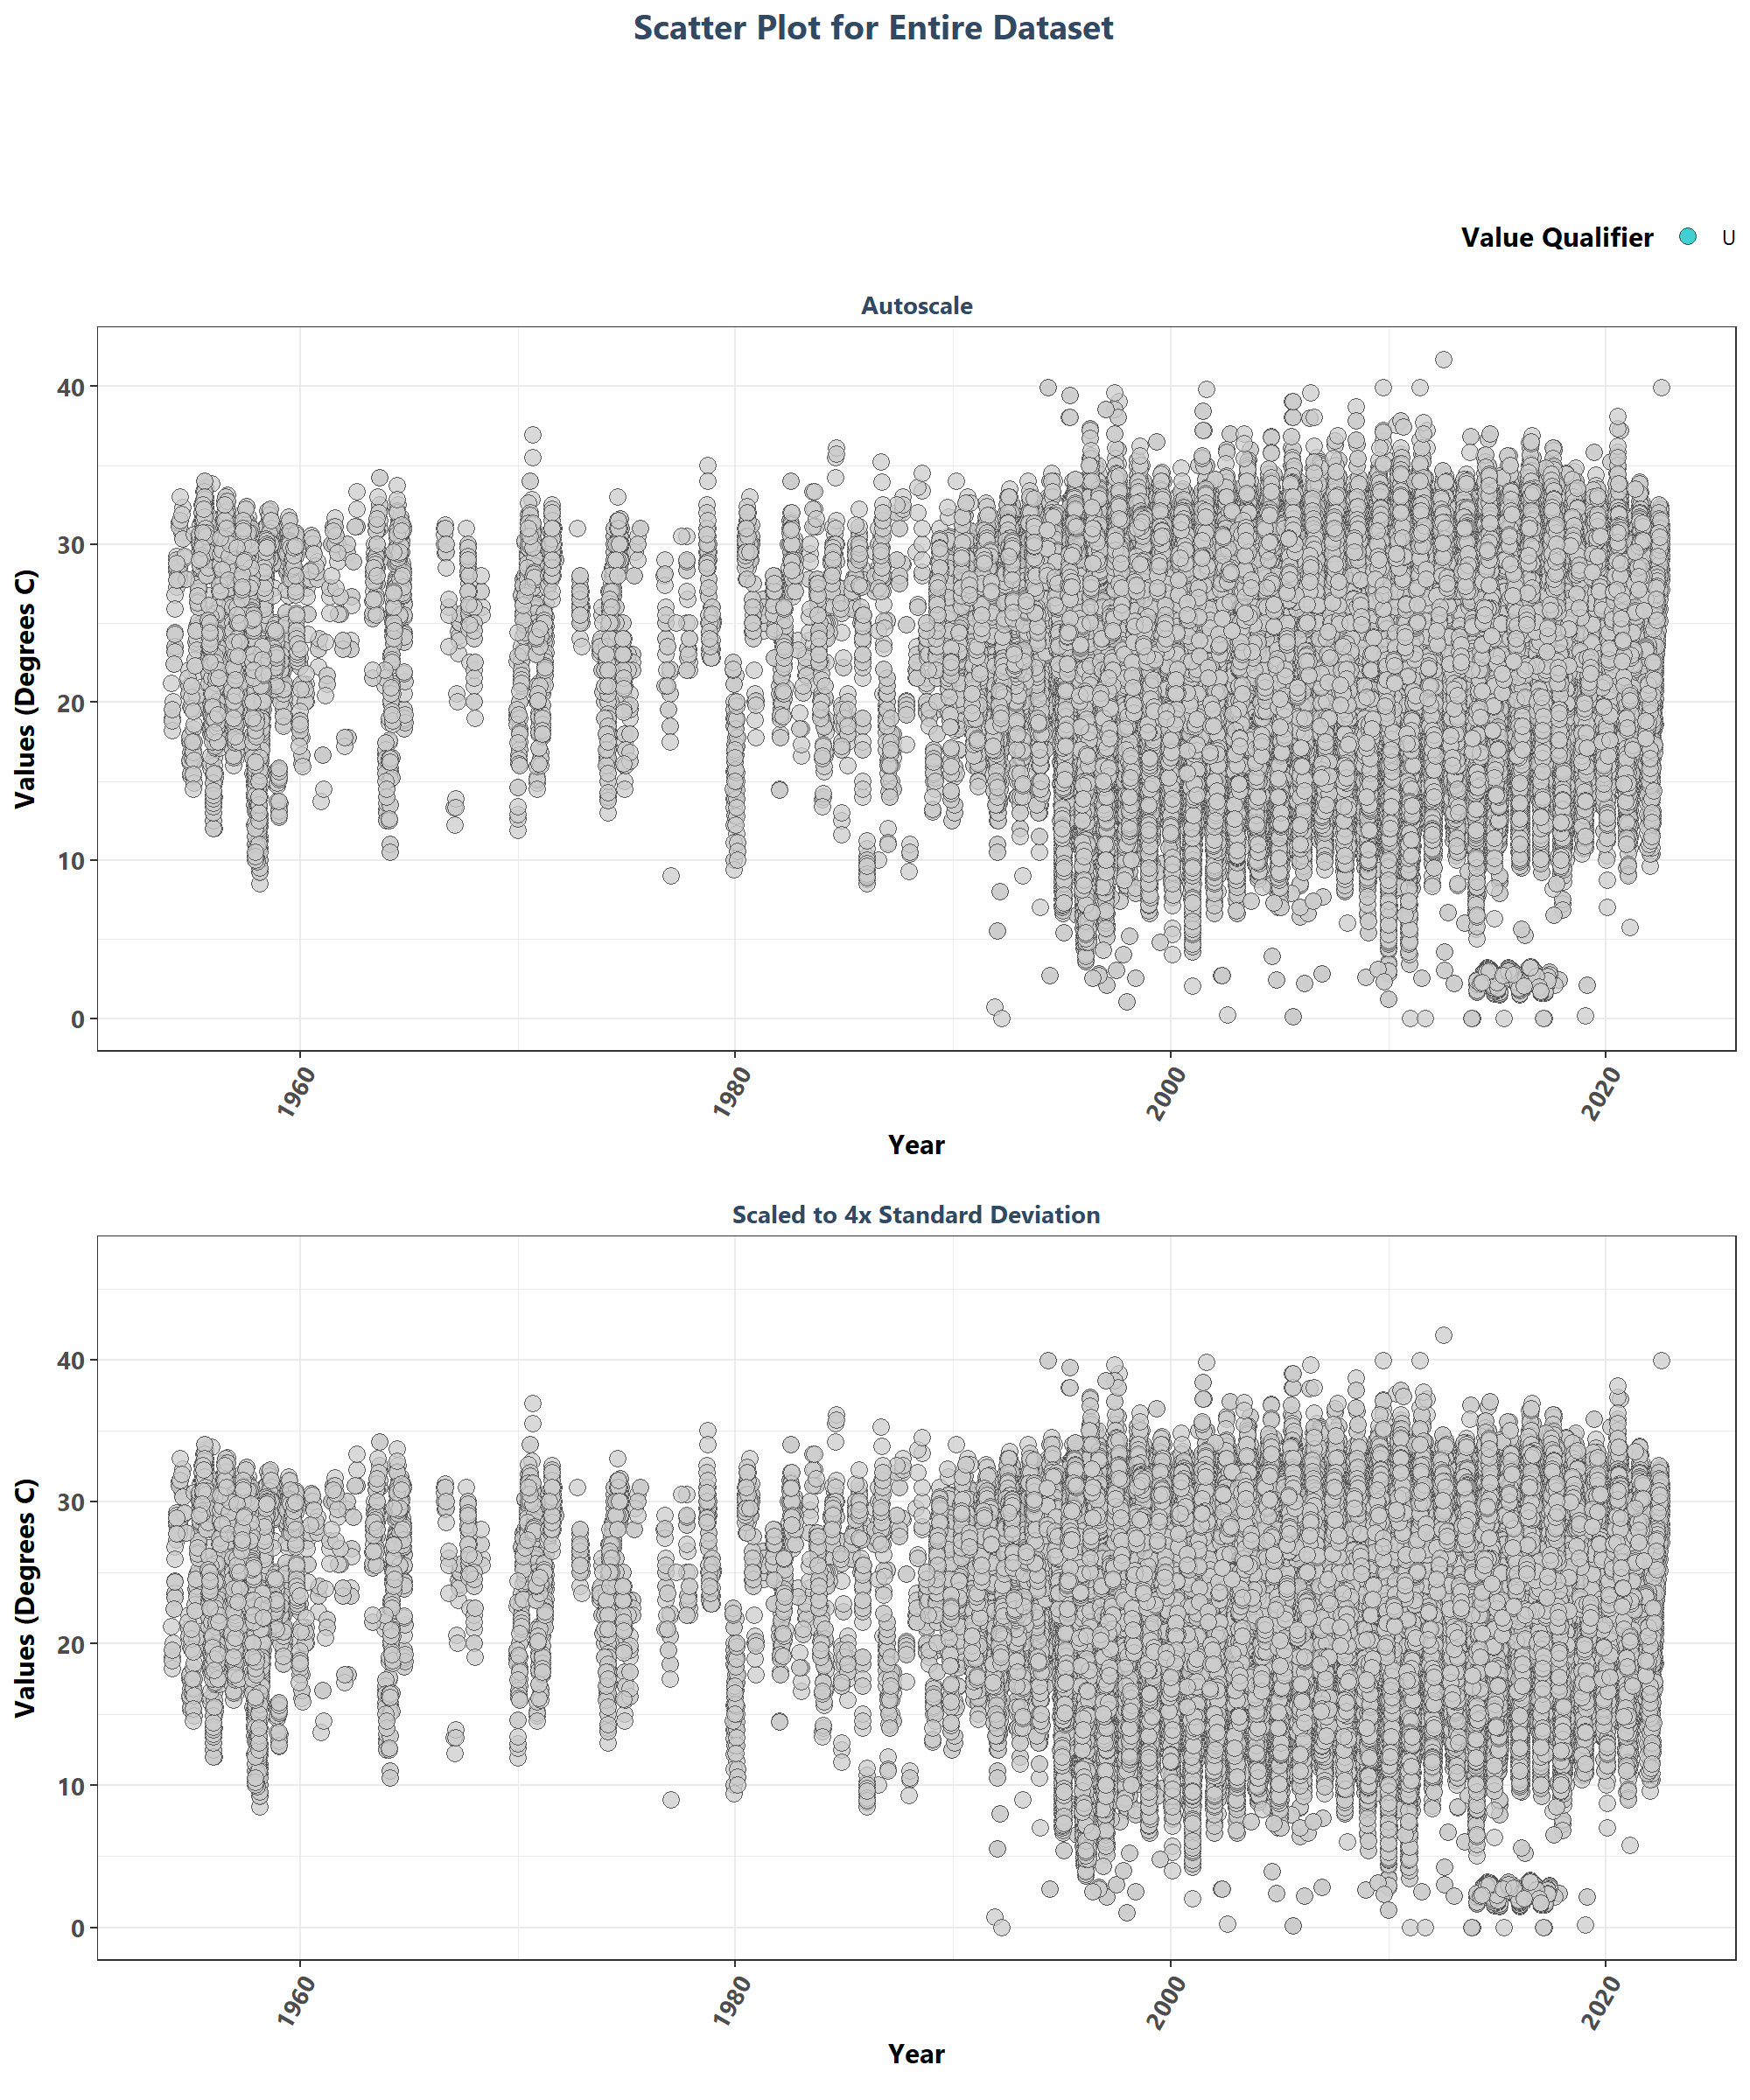 Scatter Plot for Entire Dataset
Value Qualifier U
Autoscale
40
30
20
10
0
Values (Degrees C)
1960 1980 2000 2020
Year
Scaled to 4x Standard Deviation
40
30
20
10
0
Values (Degrees C)
1960 1980 2000 2020
Year